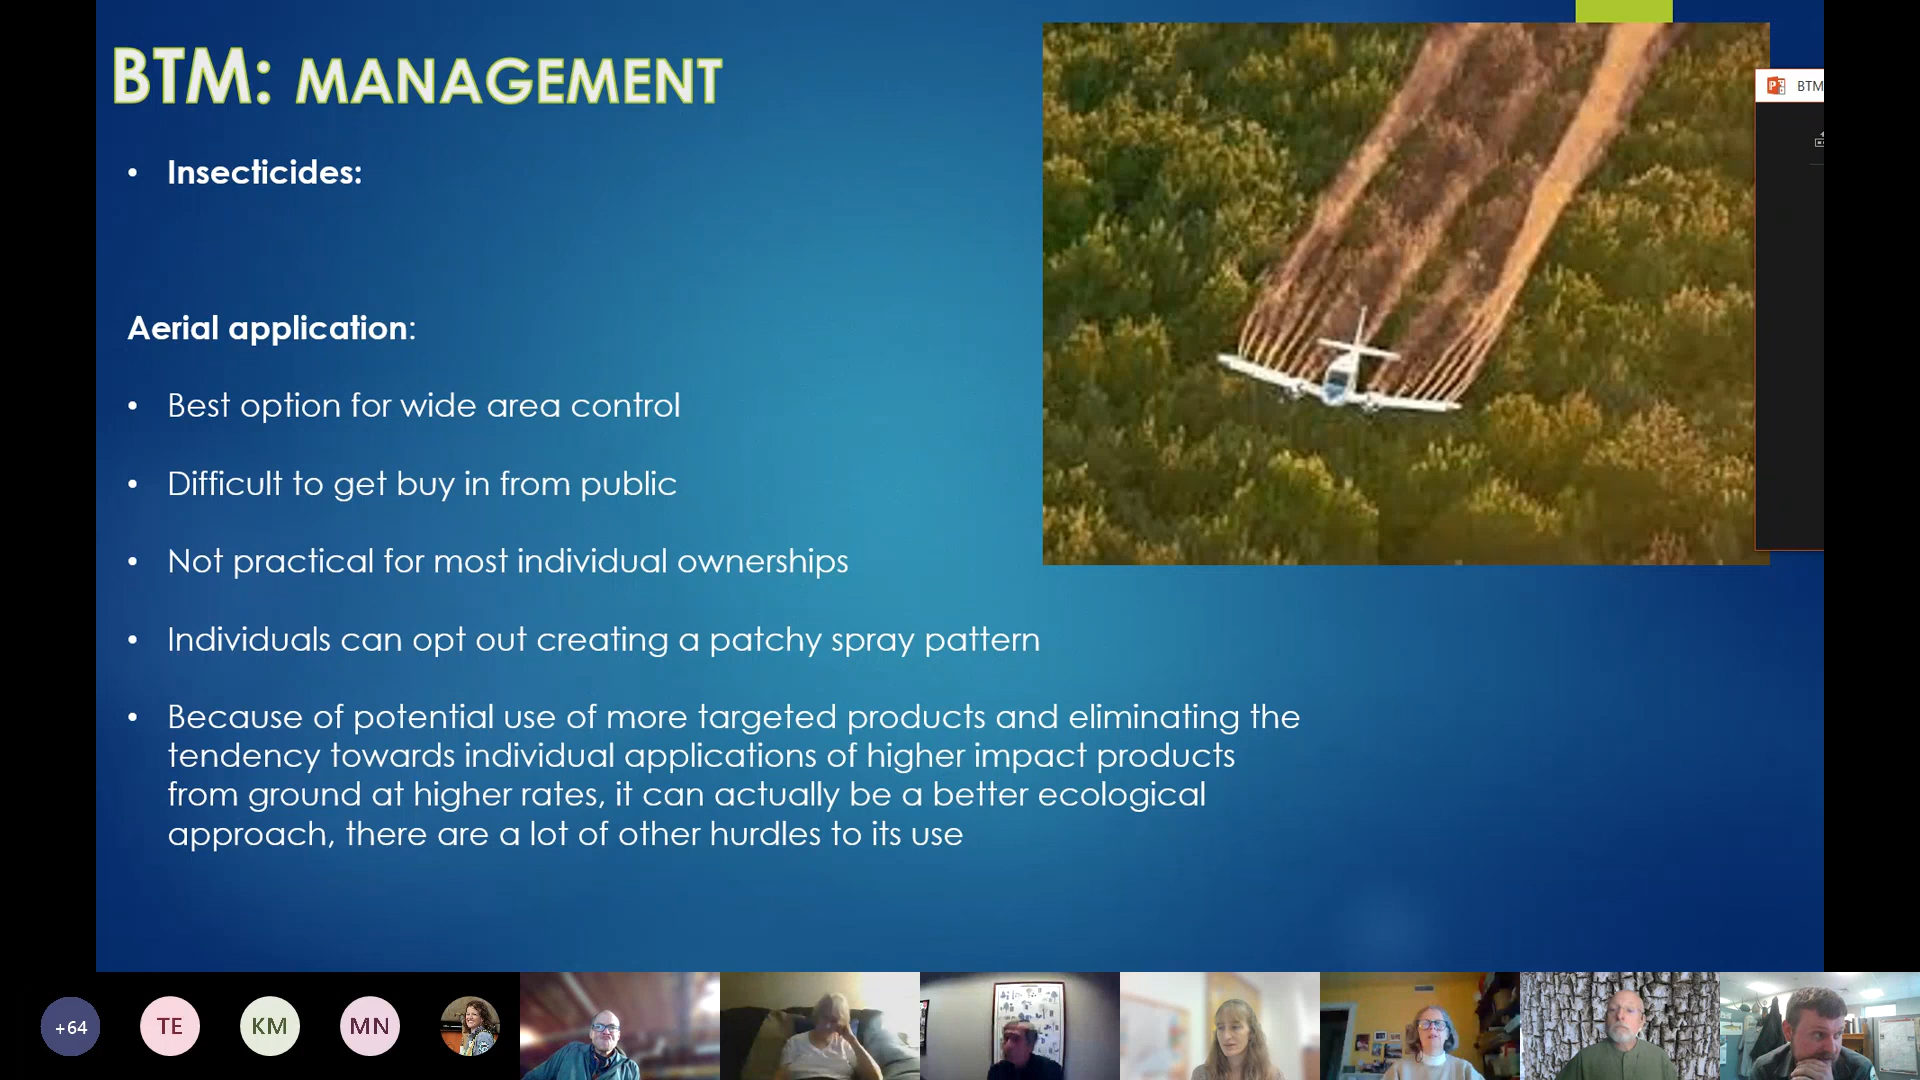 BTM: MANAGEMENT
BTM
• Insecticides:
Aerial application:
• Best option for wide area control
• Difficult to get buy in from public
• Not practical for most individual ownerships
• Individuals can opt out creating a patchy spray pattern
• Because of potential use of more targeted products and eliminating the
tendency towards individual applications of higher impact products
from ground at higher rates, it can actually be a better ecological
approach, there are a lot of other hurdles to its use
+64
TE
KM
MN